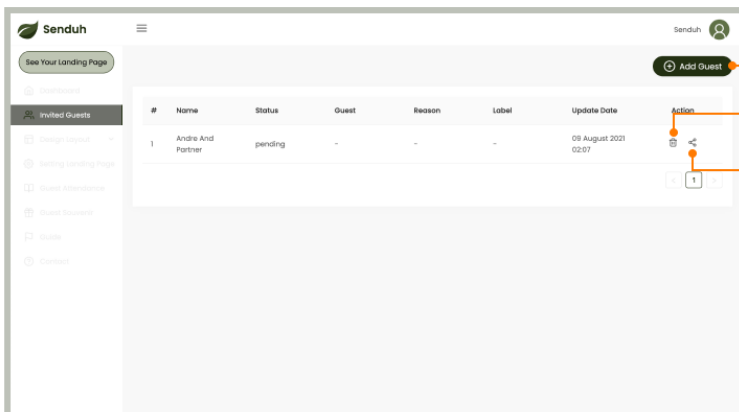 Senduh
Senduh
See Your Landing Page
Add Guest
Dashboard
Invited Guests
# Name Status Guest Reason Label Update Date Action
Design Layout
1 Andre And Partner pending - - - 09 August 2021 02:07
Setting Landing Page
1
Guest Attendance
Guest Souvenir
Guide
Contact